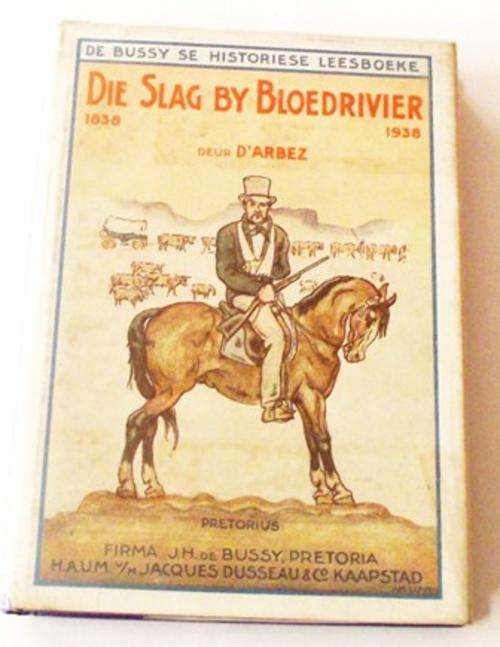 DE BUSSY SE HISTORIESE LEESBOEKE
DIE SLAG BY BLOEDRIVIER
1838 1938
DEUR D'ARBEZ
PRETORIUS
FIRMA J.H. DE BUSSY, PRETORIA
H.A.U.M. V/H JACQUES DUSSEAU & Co. KAAPSTAD